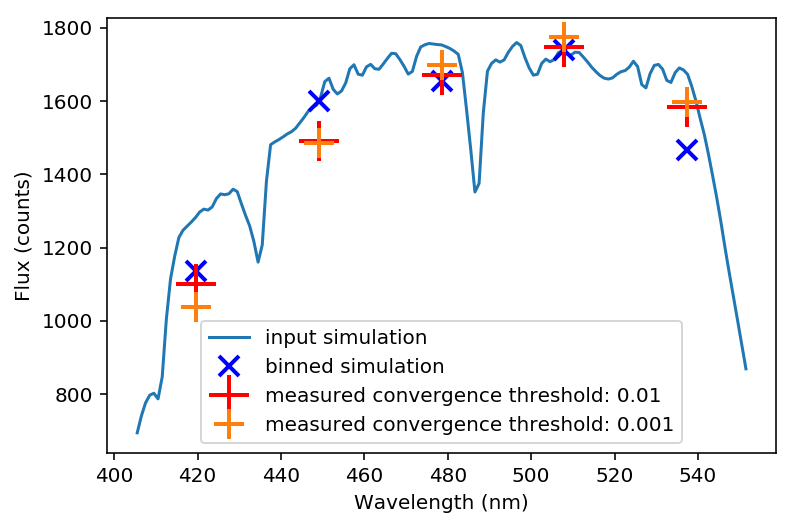 1800
1600
1400
1200
1000
800
Flux (counts)
input simulation
binned simulation
measured convergence threshold: 0.01
measured convergence threshold: 0.001
400 420 440 460 480 500 520 540
Wavelength (nm)